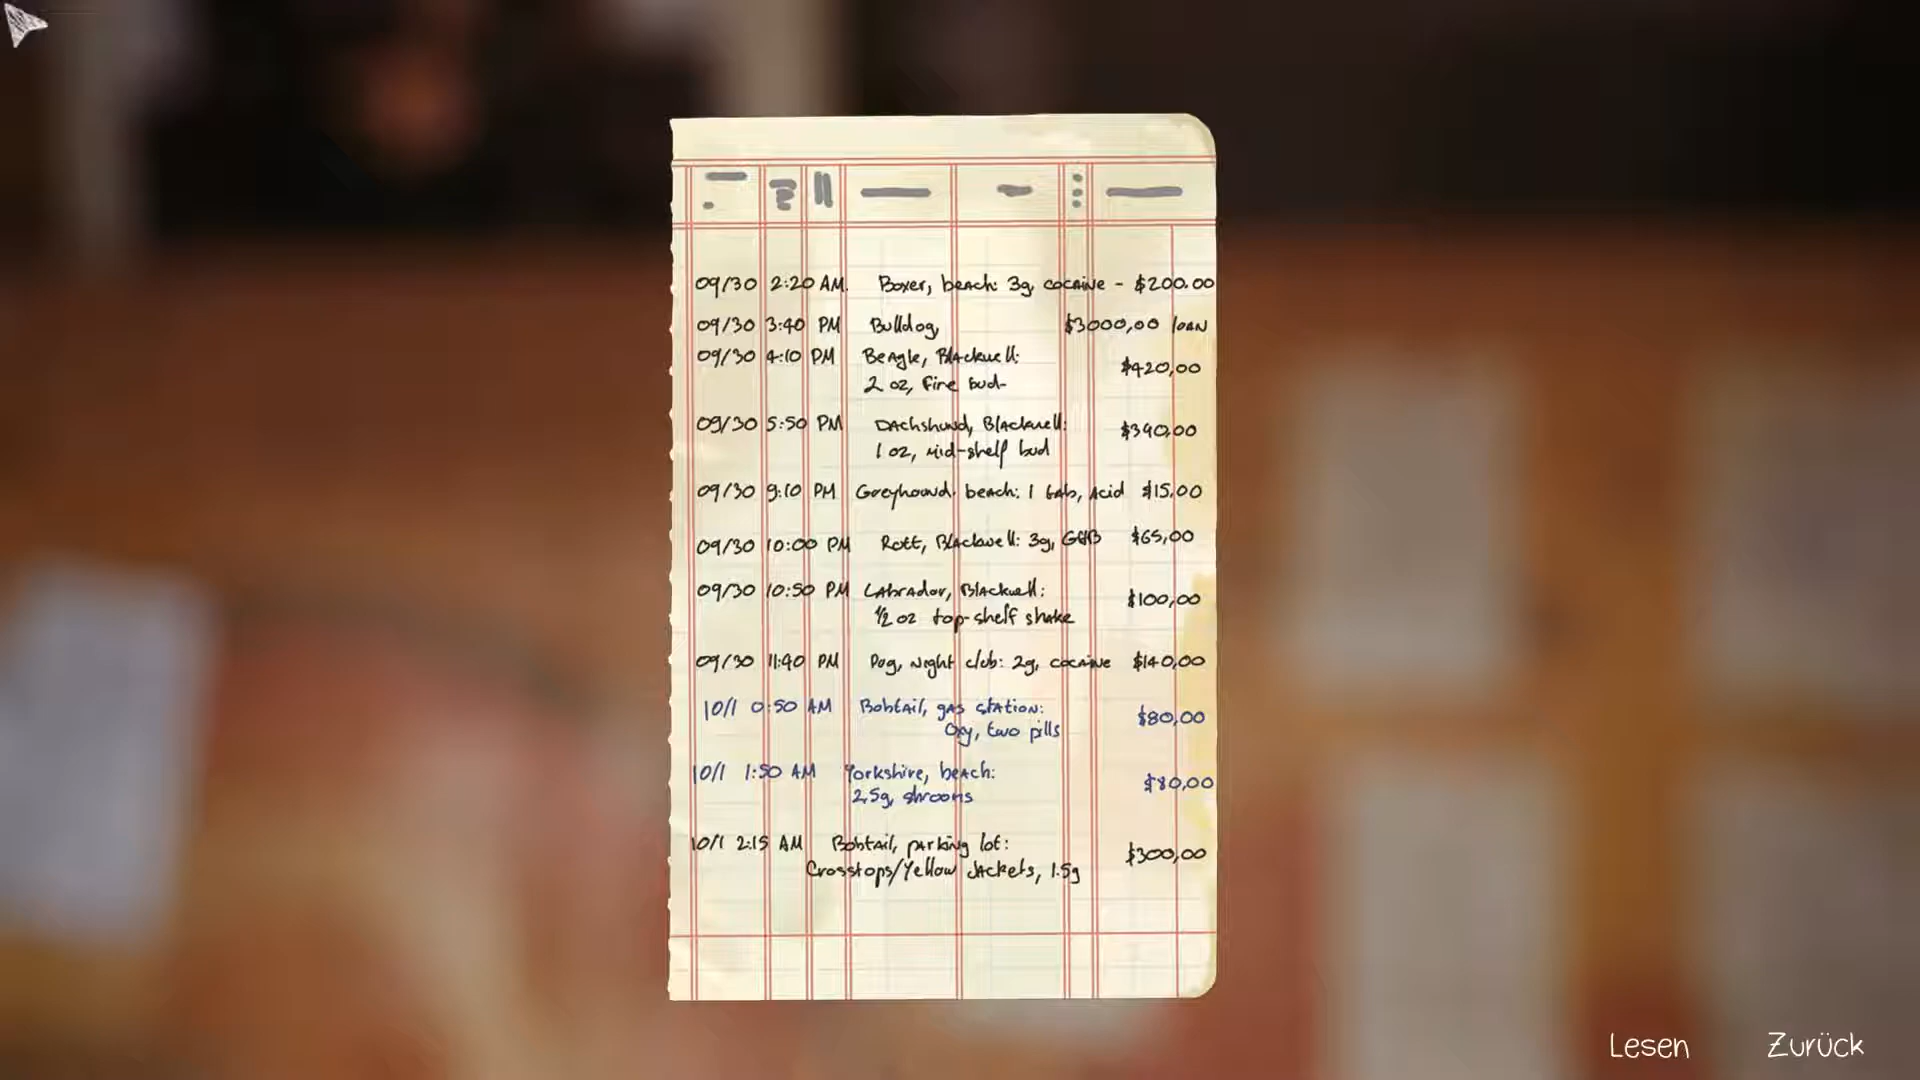 09/30 2:20 AM. Boxer, beach: 3g, cocaine - $200.00
09/30 3:40 PM Bulldog, $3000,00 loan
09/30 4:10 PM Beagle, Blackwell: $420,00
2 oz, fire bud-
09/30 5:50 PM Dachshund, Blackwell: $340,00
1 oz, mid-shelf bud
09/30 9:10 PM Greyhound, beach: 1 tab, acid $15,00
09/30 10:00 PM Rott, Blackwell: 3g, GHB $65,00
09/30 10:50 PM Labrador, Blackwell: $100,00
1/2 oz top-shelf shake
09/30 11:40 PM Pog, night club: 2g, cocaine $140,00
10/1 0:50 AM Bobtail, gas station: $80,00
Oxy, two pills
10/1 1:50 AM Yorkshire, beach: $80,00
2,5g, shrooms
10/1 2:15 AM Bobtail, parking lot: $300,00
Crosstops/Yellow Jackets, 1.5g
Lesen Zurück